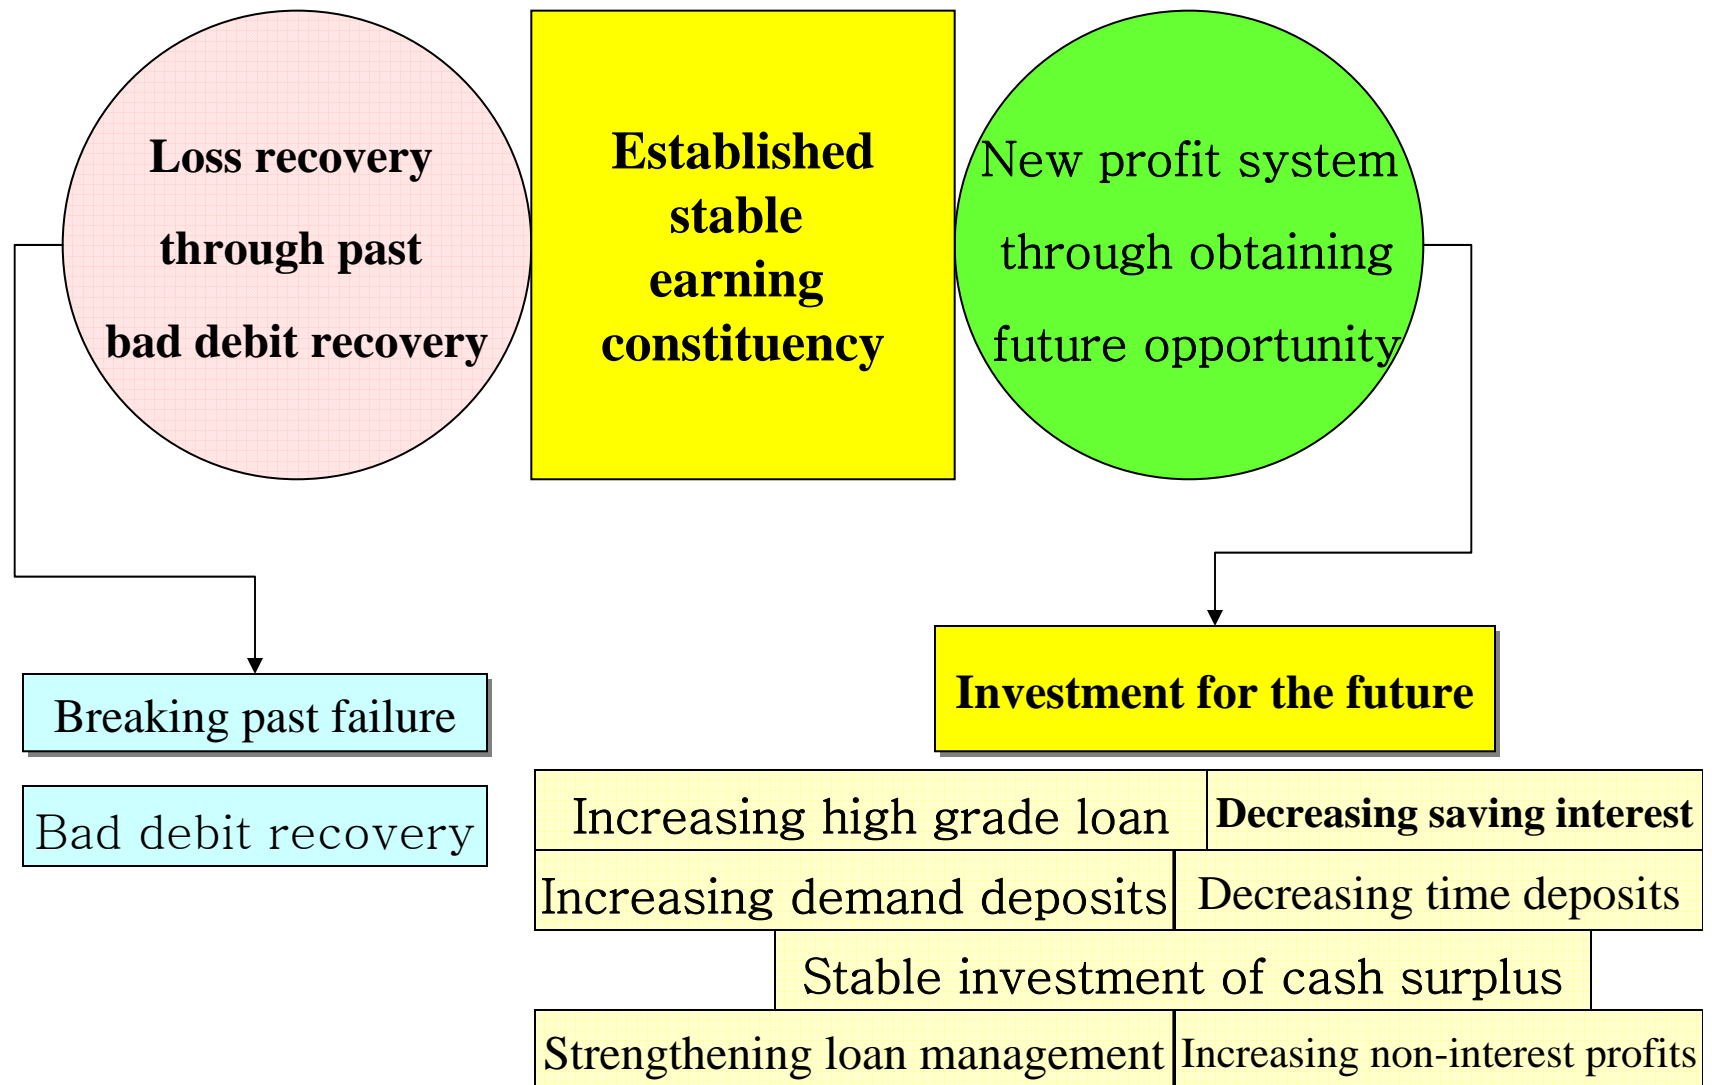 Loss recovery
through past
bad debit recovery
Established
stable
earning
constituency
New profit system
through obtaining
future opportunity
Breaking past failure
Bad debit recovery
Investment for the future
Increasing high grade loan
Decreasing saving interest
Increasing demand deposits
Decreasing time deposits
Stable investment of cash surplus
Strengthening loan management
Increasing non-interest profits